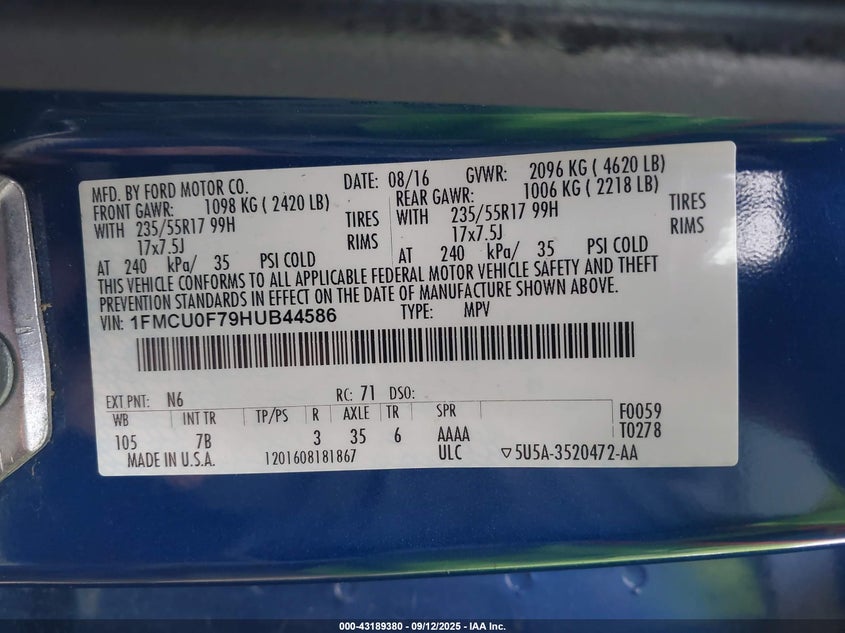 MFD. BY FORD MOTOR CO. DATE: 08/16 GVWR: 2096 KG ( 4620 LB)
FRONT GAWR: 1098 KG ( 2420 LB) REAR GAWR: 1006 KG ( 2218 LB)
WITH 235/55R17 99H TIRES WITH 235/55R17 99H TIRES
17x7.5J RIMS 17x7.5J RIMS
AT 240 kPa/ 35 PSI COLD AT 240 kPa/ 35 PSI COLD
THIS VEHICLE CONFORMS TO ALL APPLICABLE FEDERAL MOTOR VEHICLE SAFETY AND THEFT
PREVENTION STANDARDS IN EFFECT ON THE DATE OF MANUFACTURE SHOWN ABOVE.
VIN: 1FMCU0F79HUB44586 TYPE: MPV
EXT PNT: N6 RC: 71 DSO:
WB INT TR TP/PS R AXLE TR SPR F0059
105 7B 3 35 6 AAAA T0278
MADE IN U.S.A. 1201608181867 ULC ▽5U5A-3520472-AA
000-43189380 - 09/12/2025 - IAA Inc.